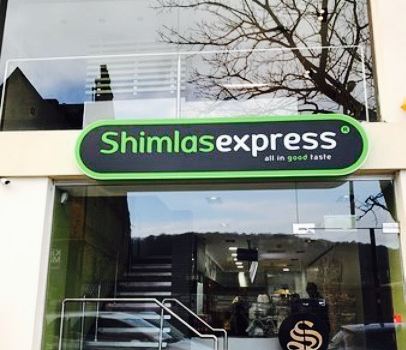 Shimlasexpress®
all in good taste
S